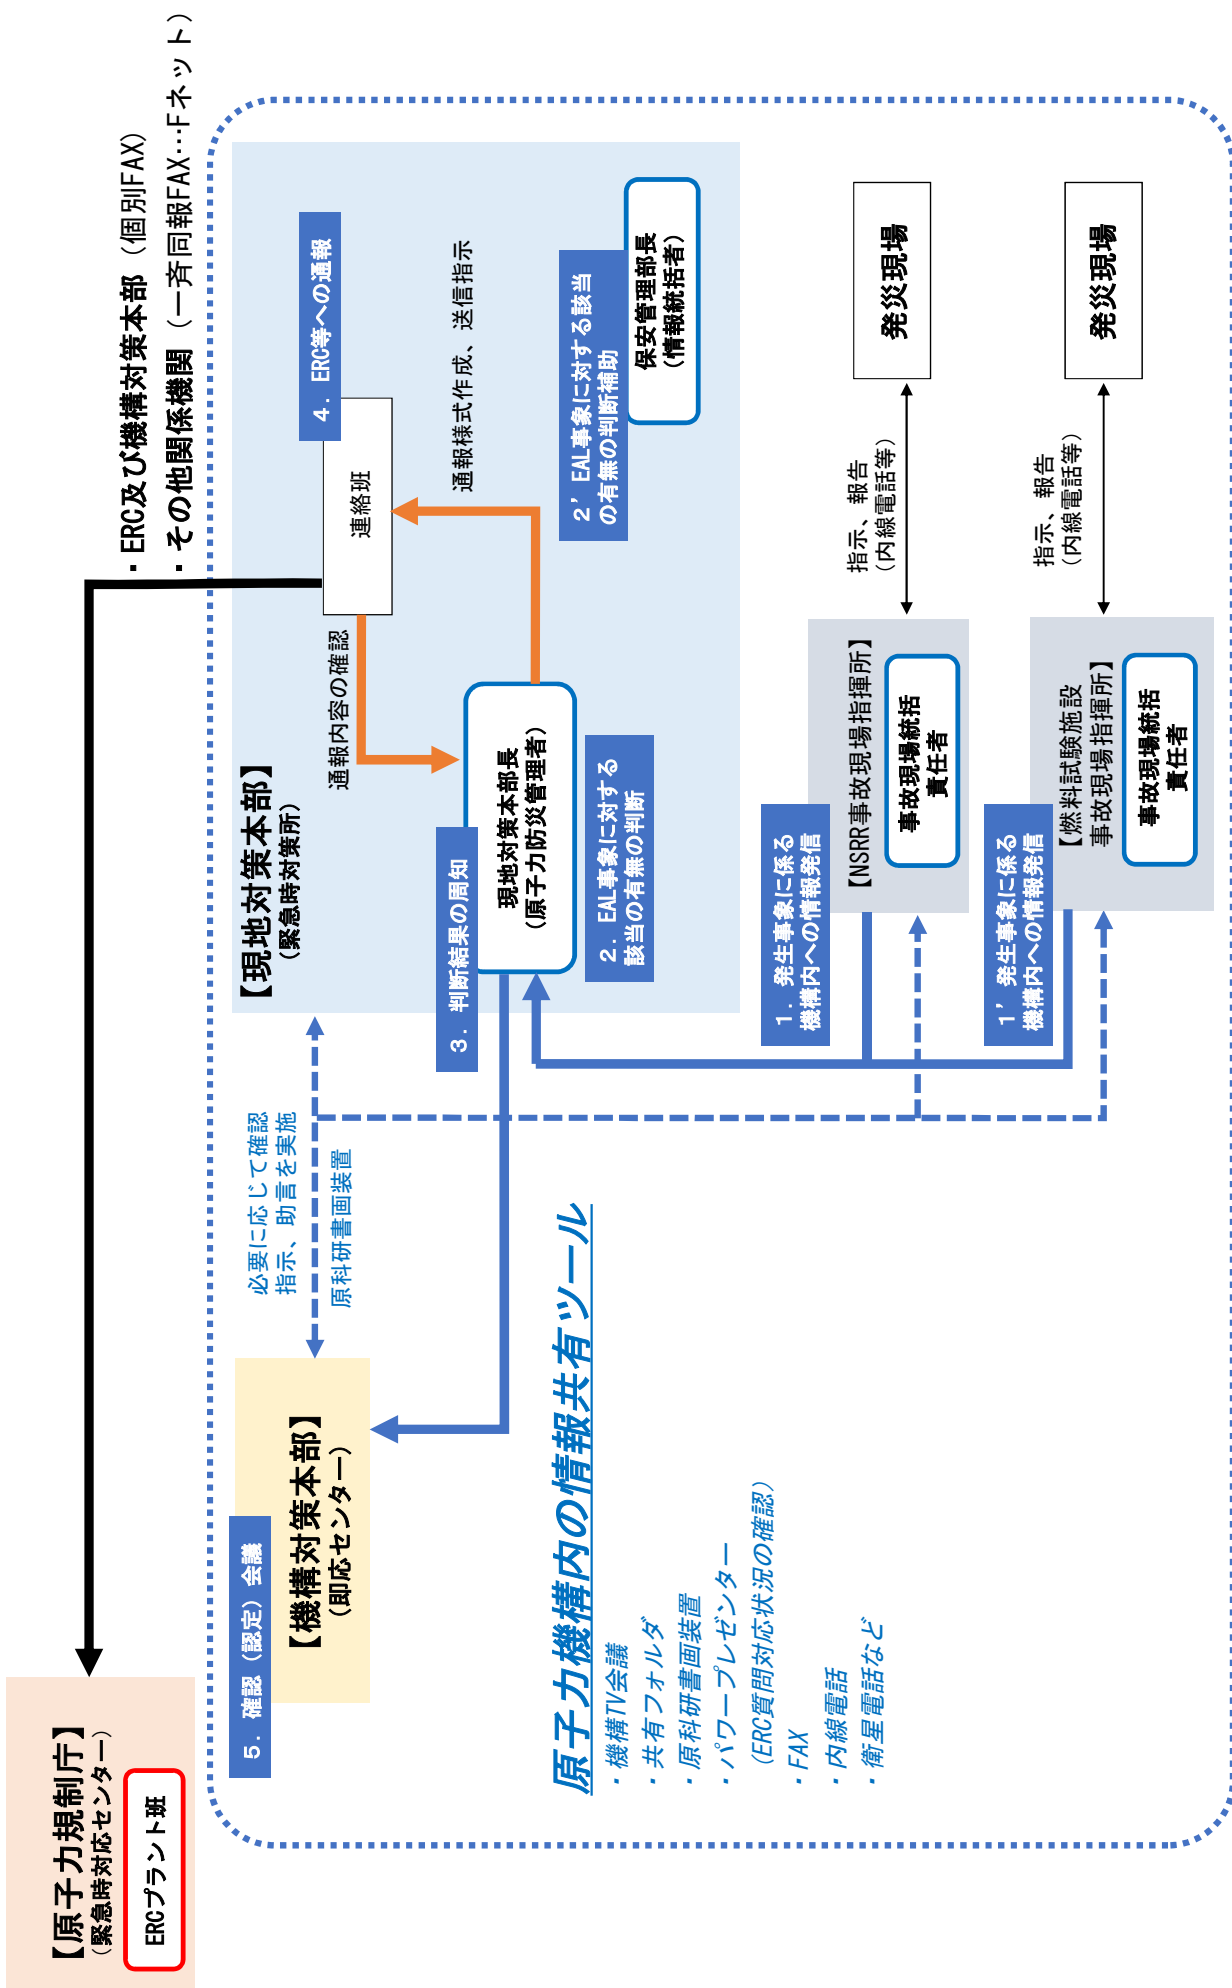 【原子力規制庁】
（緊急時対応センター）
ERCプラント班
・ERC及び機構対策本部（個別FAX）
・その他関係機関（一斉同報FAX…Fネット）
５．確認（認定）会議
【機構対策本部】
（即応センター）
必要に応じて確認
指示、助言を実施
原科研書画装置
【現地対策本部】
（緊急時対策所）
４．ERC等への通報
連絡班
通報内容の確認
通報様式作成、送信指示
３．判断結果の周知
現地対策本部長
（原子力防災管理者）
２．EAL事象に対する
該当の有無の判断
２’EAL事象に対する該当
の有無の判断補助
保安管理部長
（情報統括者）
原子力機構内の情報共有ツール
・機構TV会議
・共有フォルダ
・原科研書画装置
・パワープレゼンター
（ERC質問対応状況の確認）
・FAX
・内線電話
・衛星電話など
１．発生事象に係る
機構内への情報発信
【NSRR事故現場指揮所】
事故現場統括
責任者
指示、報告
（内線電話等）
発災現場
１’発生事象に係る
機構内への情報発信
【燃料試験施設
事故現場指揮所】
事故現場統括
責任者
指示、報告
（内線電話等）
発災現場